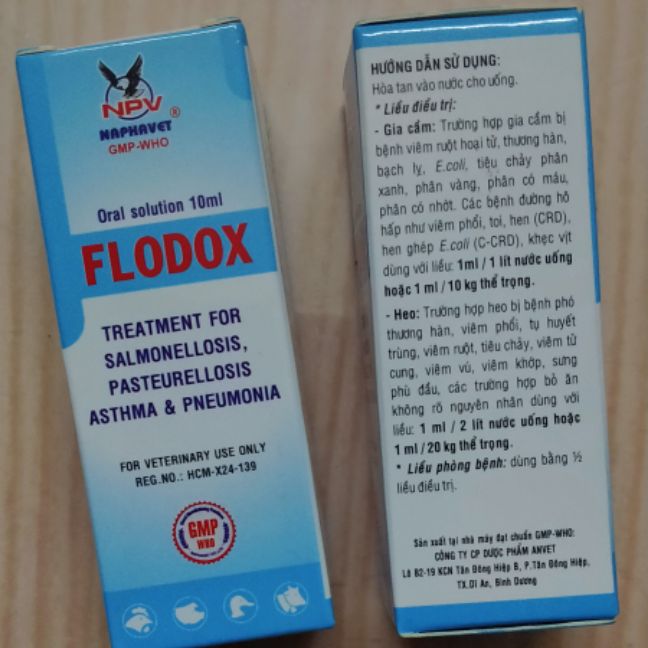 NPV
®
NAPHAVET
GMP-WHO
Oral solution 10ml
FLODOX
TREATMENT FOR
SALMONELLOSIS,
PASTEURELLOSIS
ASTHMA & PNEUMONIA
FOR VETERINARY USE ONLY
REG.NO.: HCM-X24-139
GMP
WHO
HƯỚNG DẪN SỬ DỤNG:
Hòa tan vào nước cho uống.
* Liều điều trị:
- Gia cầm: Trường hợp gia cầm bị
bệnh viêm ruột hoại tử, thương hàn,
bạch lỵ, E.coli, tiêu chảy phân
xanh, phân vàng, phân có máu,
phân có nhớt. Các bệnh đường hô
hấp như viêm phổi, toi, hen (CRD),
hen ghép E.coli (C-CRD), khẹc vịt
dùng với liều: 1ml / 1 lít nước uống
hoặc 1 ml / 10 kg thể trọng.
- Heo: Trường hợp heo bị bệnh phó
thương hàn, viêm phổi, tụ huyết
trùng, viêm ruột, tiêu chảy, viêm tử
cung, viêm vú, viêm khớp, sưng
phù đầu, các trường hợp bỏ ăn
không rõ nguyên nhân dùng với
liều: 1 ml / 2 lít nước uống hoặc
1 ml / 20 kg thể trọng.
* Liều phòng bệnh: dùng bằng ½
liều điều trị.
Sản xuất tại nhà máy đạt chuẩn GMP-WHO:
CÔNG TY CP DƯỢC PHẨM ANVET
Lô B2-19 KCN Tân Đông Hiệp B, P.Tân Đông Hiệp,
TX.Dĩ An, Bình Dương